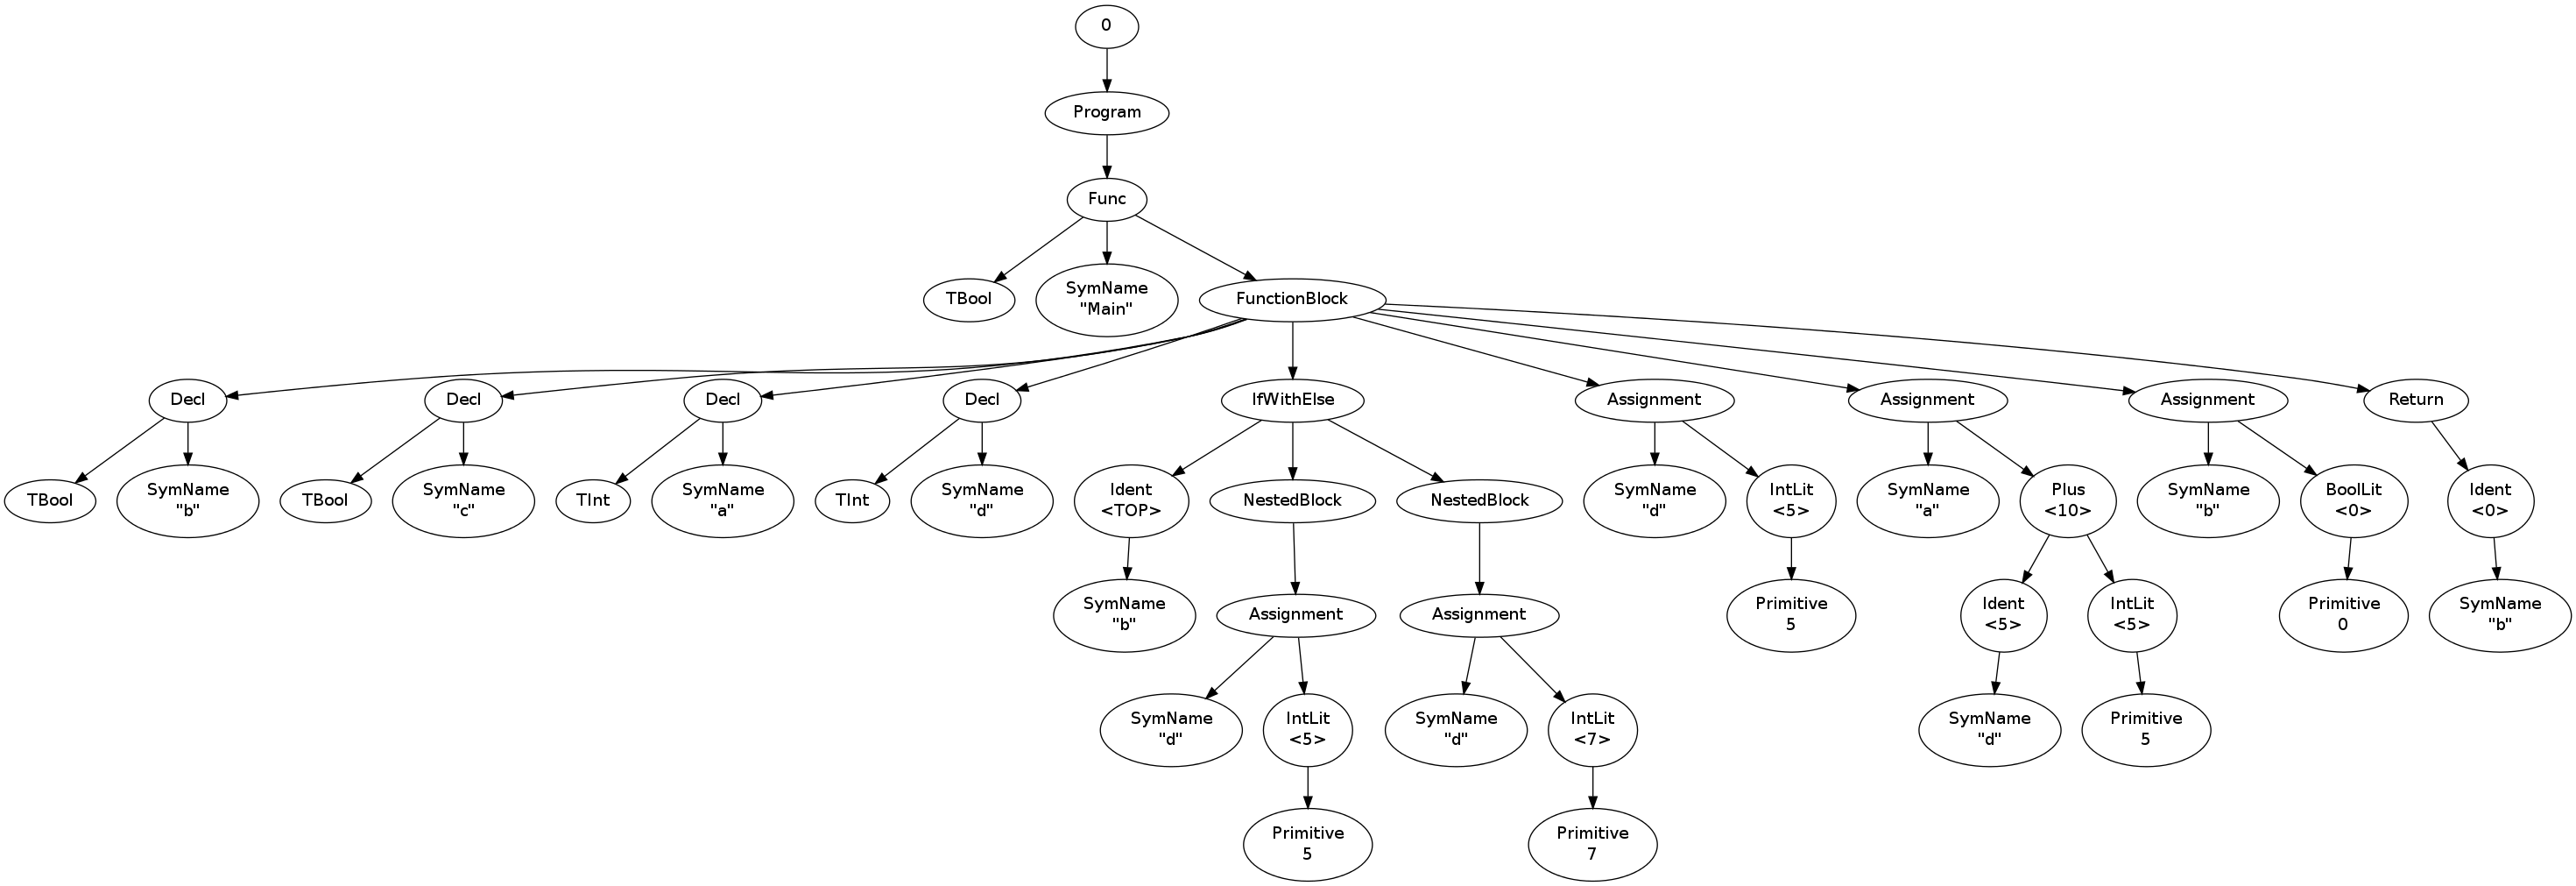 0
Program
Func
TBool
SymName
"Main"
FunctionBlock
Decl
Decl
Decl
Decl
IfWithElse
Assignment
Assignment
Assignment
Return
TBool
SymName
"b"
TBool
SymName
"c"
TInt
SymName
"a"
TInt
SymName
"d"
Ident
<TOP>
NestedBlock
NestedBlock
SymName
"d"
IntLit
<5>
SymName
"a"
Plus
<10>
SymName
"b"
BoolLit
<0>
Ident
<0>
SymName
"b"
Assignment
Assignment
Primitive
5
Ident
<5>
IntLit
<5>
Primitive
0
SymName
"b"
SymName
"d"
IntLit
<5>
SymName
"d"
IntLit
<7>
SymName
"d"
Primitive
5
Primitive
5
Primitive
7